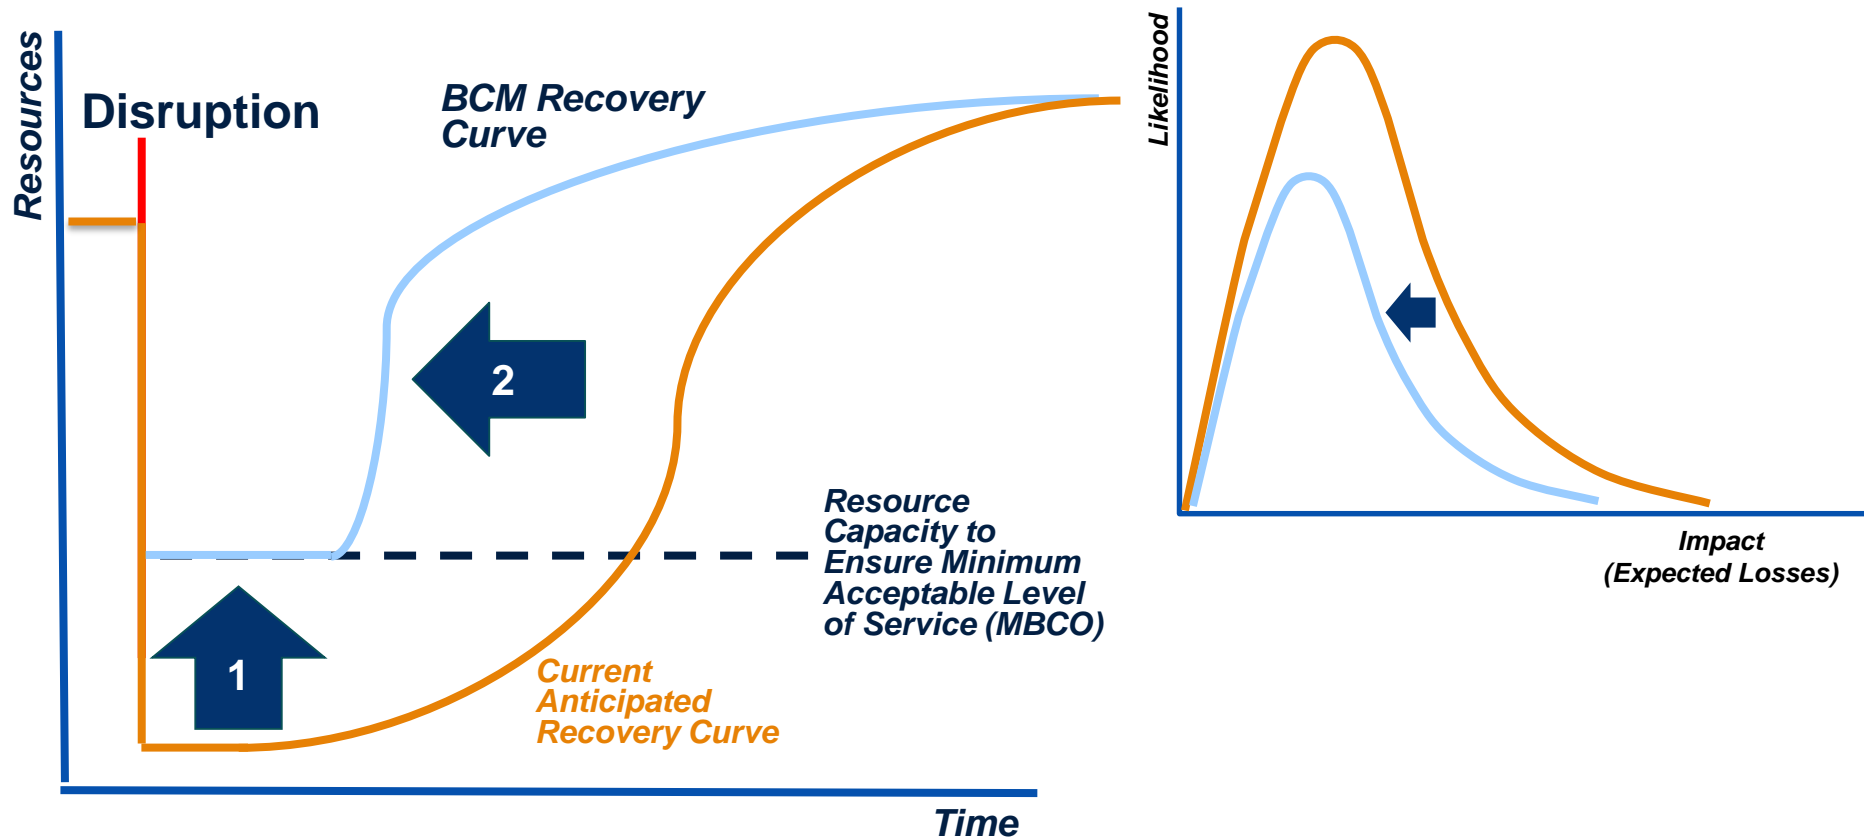 Resources
Disruption
BCM Recovery
Curve
2
1
Resource
Capacity to
Ensure Minimum
Acceptable Level
of Service (MBCO)
Current
Anticipated
Recovery Curve
Time
Likelihood
Impact
(Expected Losses)